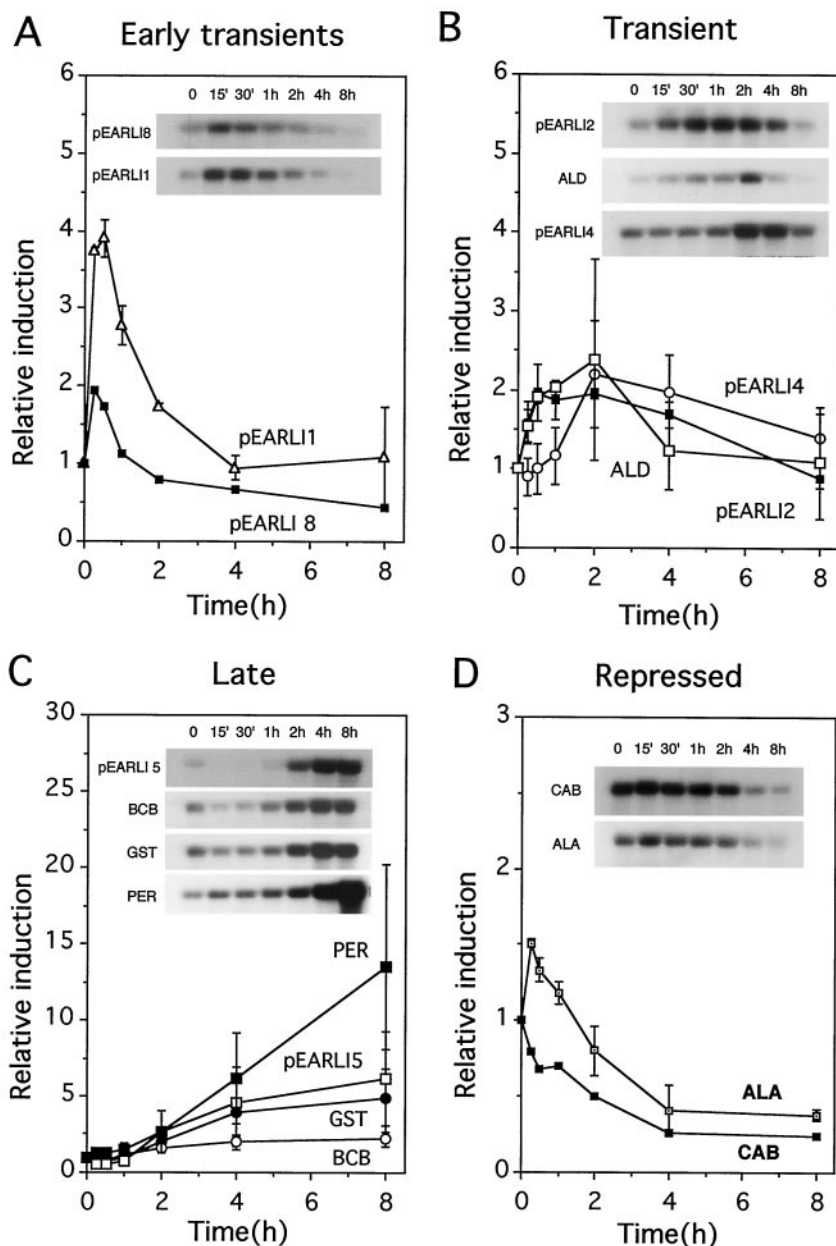 A
Early transients
6
5
4
3
2
1
0
Relative induction
0 15' 30' 1h 2h 4h 8h
pEARLI8
pEARLI1
pEARLI1
pEARLI 8
0 2 4 6 8
Time(h)
B
Transient
6
5
4
3
2
1
0
Relative induction
0 15' 30' 1h 2h 4h 8h
pEARLI2
ALD
pEARLI4
pEARLI4
ALD
pEARLI2
0 2 4 6 8
Time(h)
C
Late
30
25
20
15
10
5
0
Relative induction
0 15' 30' 1h 2h 4h 8h
pEARLI 5
BCB
GST
PER
PER
pEARLI5
GST
BCB
0 2 4 6 8
Time(h)
D
Repressed
3
2
1
0
Relative induction
0 15' 30' 1h 2h 4h 8h
CAB
ALA
ALA
CAB
0 2 4 6 8
Time(h)